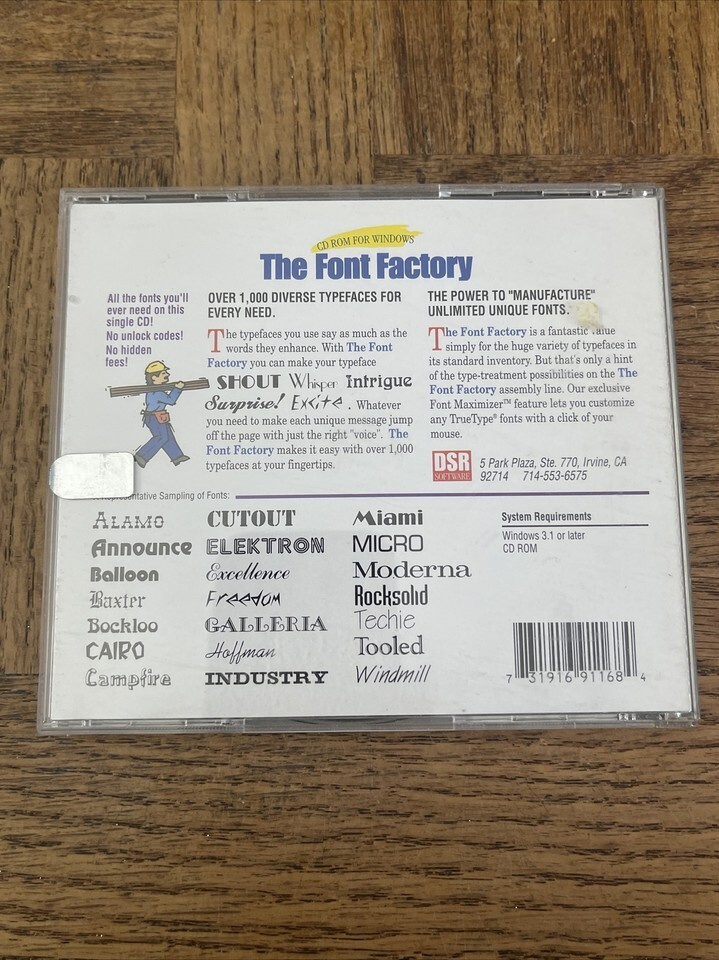 CD ROM FOR WINDOWS
The Font Factory
All the fonts you'll
ever need on this
single CD!
No unlock codes!
No hidden
fees!
OVER 1,000 DIVERSE TYPEFACES FOR
EVERY NEED.
The typefaces you use say as much as the
words they enhance. With The Font
Factory you can make your typeface
SHOUT Whisper Intrigue
Surprise! Excite. Whatever
you need to make each unique message jump
off the page with just the right "voice". The
Font Factory makes it easy with over 1,000
typefaces at your fingertips.
THE POWER TO "MANUFACTURE"
UNLIMITED UNIQUE FONTS.
The Font Factory is a fantastic value
simply for the huge variety of typefaces in
its standard inventory. But that's only a hint
of the type-treatment possibilities on the The
Font Factory assembly line. Our exclusive
Font Maximizer™ feature lets you customize
any TrueType® fonts with a click of your
mouse.
DSR
SOFTWARE
5 Park Plaza, Ste. 770, Irvine, CA
92714 714-553-6575
Sampling of Fonts:
ALAMO
Announce
Balloon
Baxter
Bockloo
CAIRO
Campfire
CUTOUT
ELEKTRON
Excellence
Freedom
GALLERIA
Hoffman
INDUSTRY
Miami
MICRO
Moderna
Rocksolid
Techie
Tooled
Windmill
System Requirements
Windows 3.1 or later
CD ROM
7 31916 91168 4